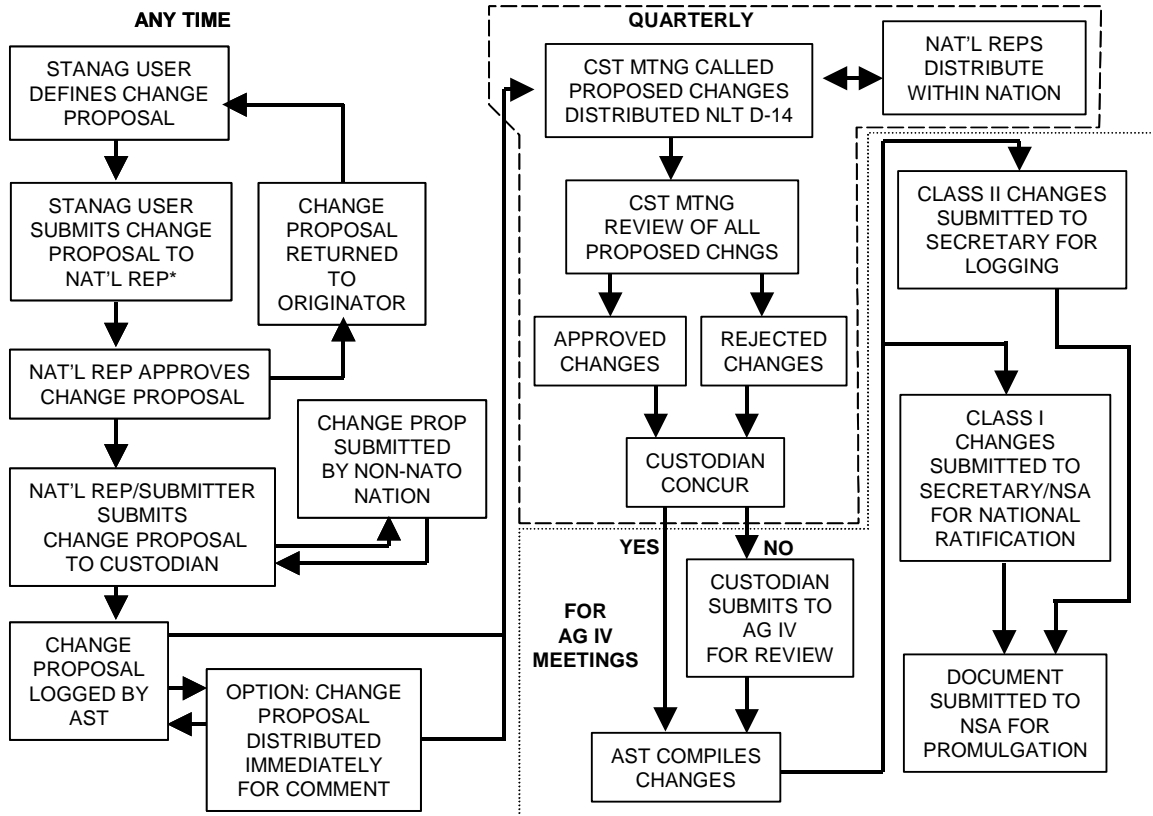 ANY TIME
STANAG USER
DEFINES CHANGE
PROPOSAL
STANAG USER
SUBMITS CHANGE
PROPOSAL TO
NAT'L REP*
CHANGE
PROPOSAL
RETURNED
TO
ORIGINATOR
NAT'L REP APPROVES
CHANGE PROPOSAL
CHANGE PROP
SUBMITTED
BY NON-NATO
NATION
NAT'L REP/SUBMITTER
SUBMITS
CHANGE PROPOSAL
TO CUSTODIAN
CHANGE
PROPOSAL
LOGGED BY
AST
OPTION: CHANGE
PROPOSAL
DISTRIBUTED
IMMEDIATELY
FOR COMMENT
QUARTERLY
CST MTNG CALLED
PROPOSED CHANGES
DISTRIBUTED NLT D-14
NAT'L REPS
DISTRIBUTE
WITHIN NATION
CST MTNG
REVIEW OF ALL
PROPOSED CHNGS
APPROVED
CHANGES
REJECTED
CHANGES
CUSTODIAN
CONCUR
YES
NO
FOR
AG IV
MEETINGS
CUSTODIAN
SUBMITS TO
AG IV
FOR REVIEW
AST COMPILES
CHANGES
CLASS II CHANGES
SUBMITTED TO
SECRETARY FOR
LOGGING
CLASS I
CHANGES
SUBMITTED TO
SECRETARY/NSA
FOR NATIONAL
RATIFICATION
DOCUMENT
SUBMITTED TO
NSA FOR
PROMULGATION